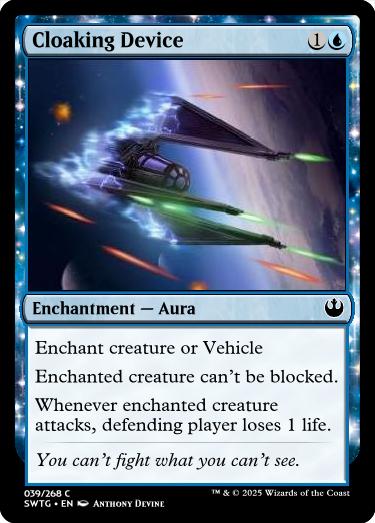 Cloaking Device 1
Enchantment — Aura
Enchant creature or Vehicle
Enchanted creature can't be blocked.
Whenever enchanted creature
attacks, defending player loses 1 life.
You can't fight what you can't see.
039/268 C
SWTG • EN Anthony Devine
™ & © 2025 Wizards of the Coast